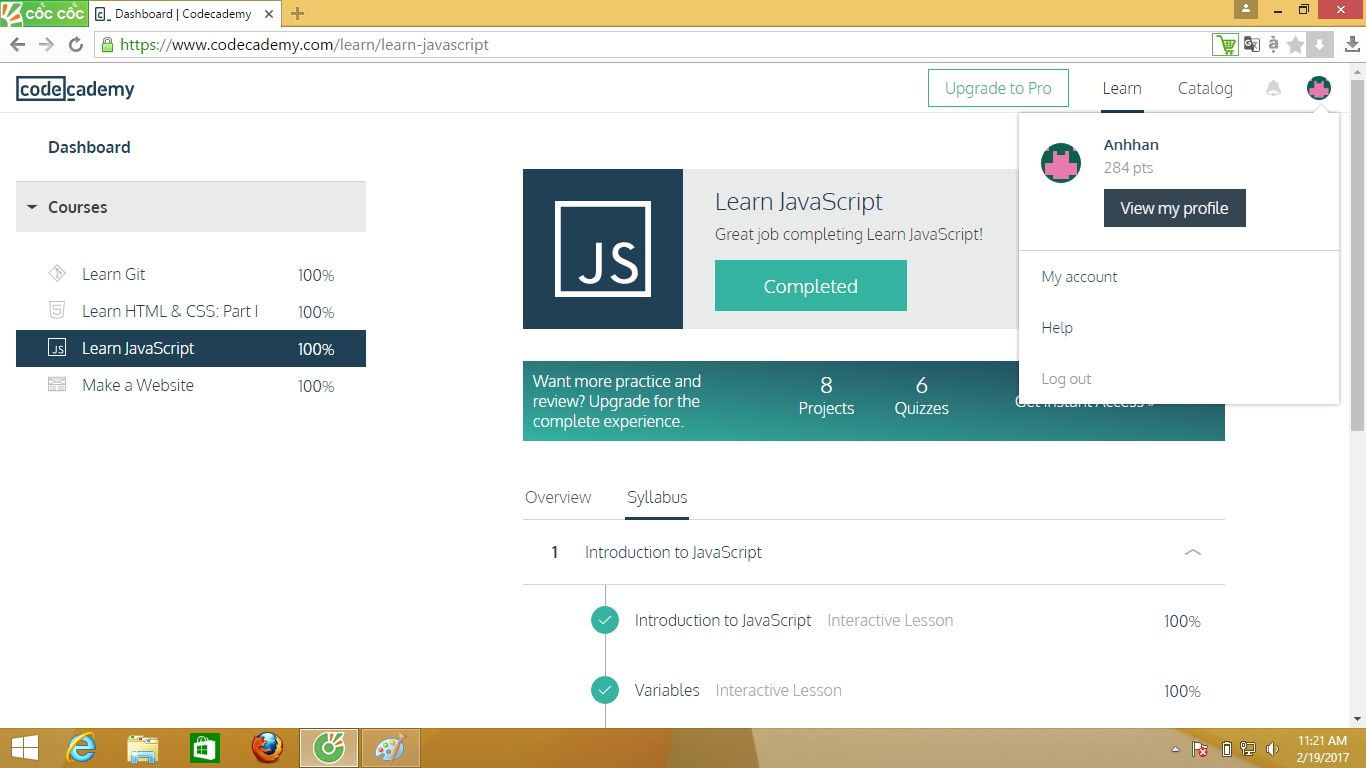 CỐC CỐC
Dashboard | Codecademy
https://www.codecademy.com/learn/learn-javascript
codecademy
Upgrade to Pro
Learn
Catalog
Anhhan
284 pts
View my profile
My account
Help
Log out
Dashboard
Courses
Learn Git 100%
Learn HTML & CSS: Part I 100%
JS Learn JavaScript 100%
Make a Website 100%
JS
Learn JavaScript
Great job completing Learn JavaScript!
Completed
Want more practice and
review? Upgrade for the
complete experience.
8
Projects
6
Quizzes
Get Instant Access »
Overview
Syllabus
1 Introduction to JavaScript
Introduction to JavaScript Interactive Lesson 100%
Variables Interactive Lesson 100%
11:21 AM
2/19/2017